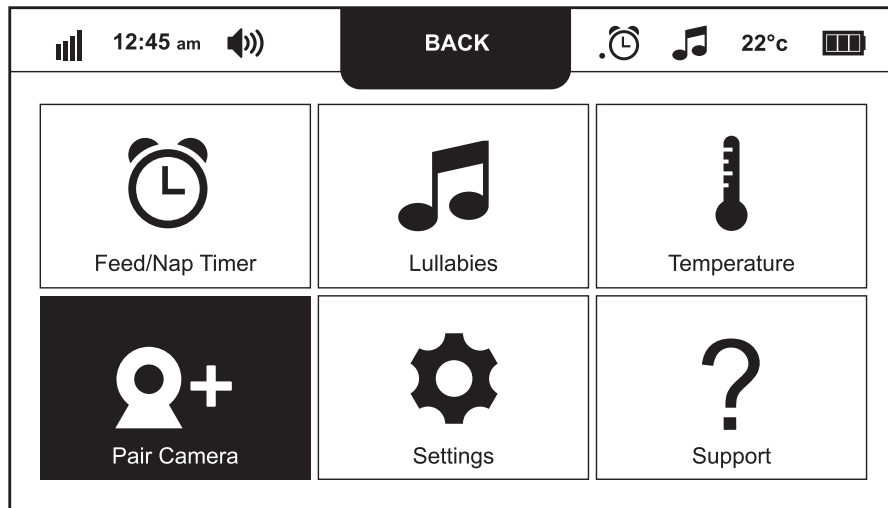 12:45 am BACK 22°c
Feed/Nap Timer Lullabies Temperature
Pair Camera Settings Support